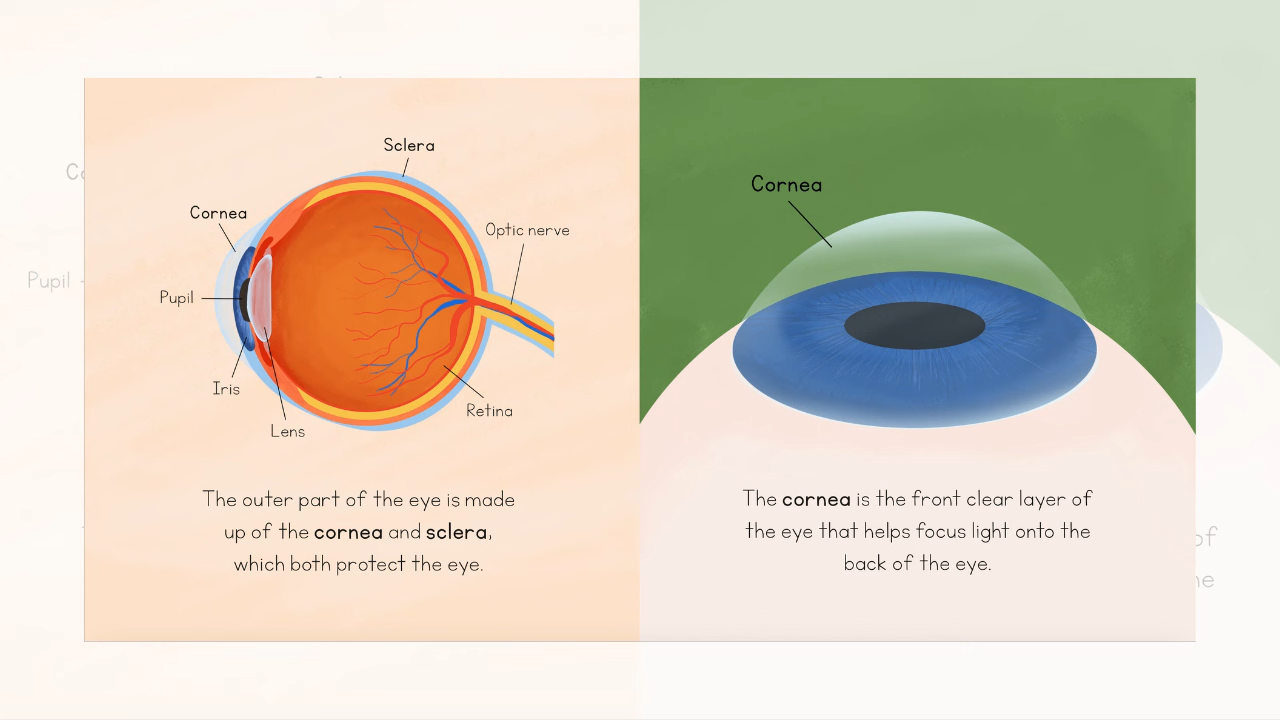 Sclera
Cornea
Optic nerve
Pupil
Iris
Retina
Lens
The outer part of the eye is made
up of the cornea and sclera,
which both protect the eye.
Cornea
The cornea is the front clear layer of
the eye that helps focus light onto the
back of the eye.
Pupil
of